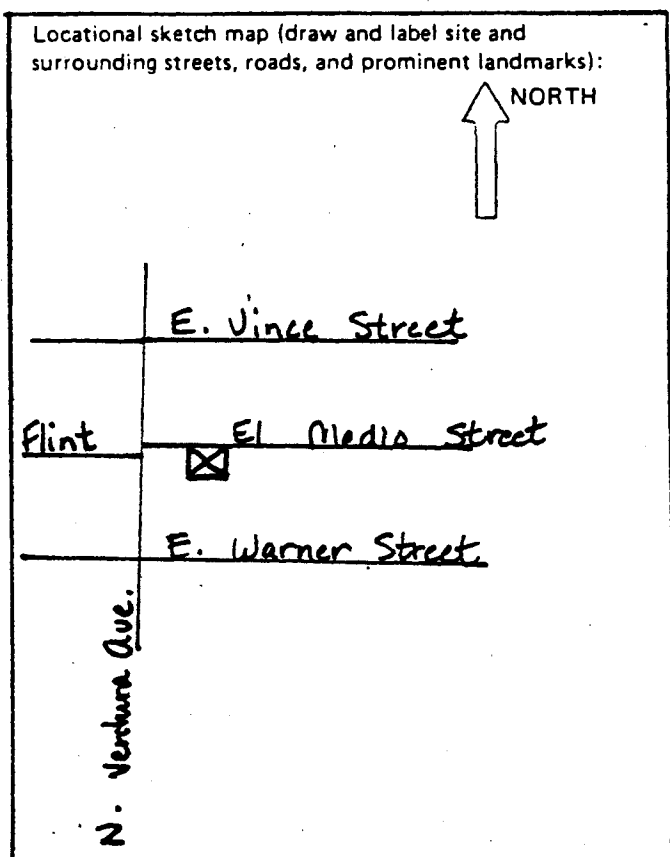 Locational sketch map (draw and label site and
surrounding streets, roads, and prominent landmarks):
NORTH
E. Vince Street
Flint
El Medio Street
E. Warner Street
N. Ventura Ave.